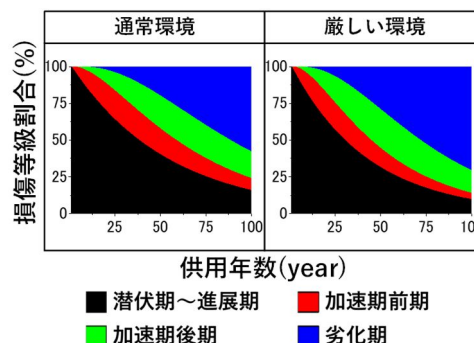 通常環境 厳しい環境
損傷等級割合(%)
100 100
75 75
50 50
25 25
0 0
25 50 75 100 25 50 75 10
供用年数(year)
潜伏期～進展期 加速期前期
加速期後期 劣化期